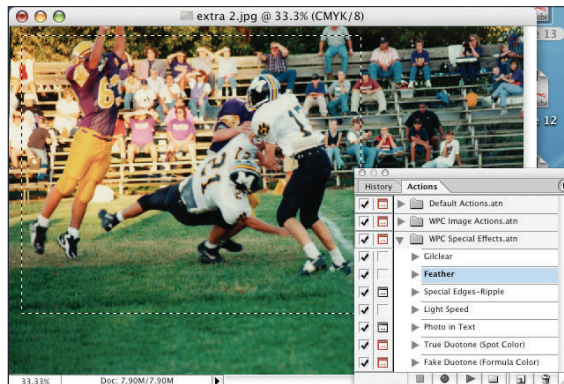 extra 2.jpg @ 33.3% (CMYK/8)
13
12
History Actions
Default Actions.atn
WPC Image Actions.atn
WPC Special Effects.atn
Gilclear
Feather
Special Edges-Ripple
Light Speed
Photo in Text
True Duotone (Spot Color)
Fake Duotone (Formula Color)
33.33% Doc: 7.90M/7.90M